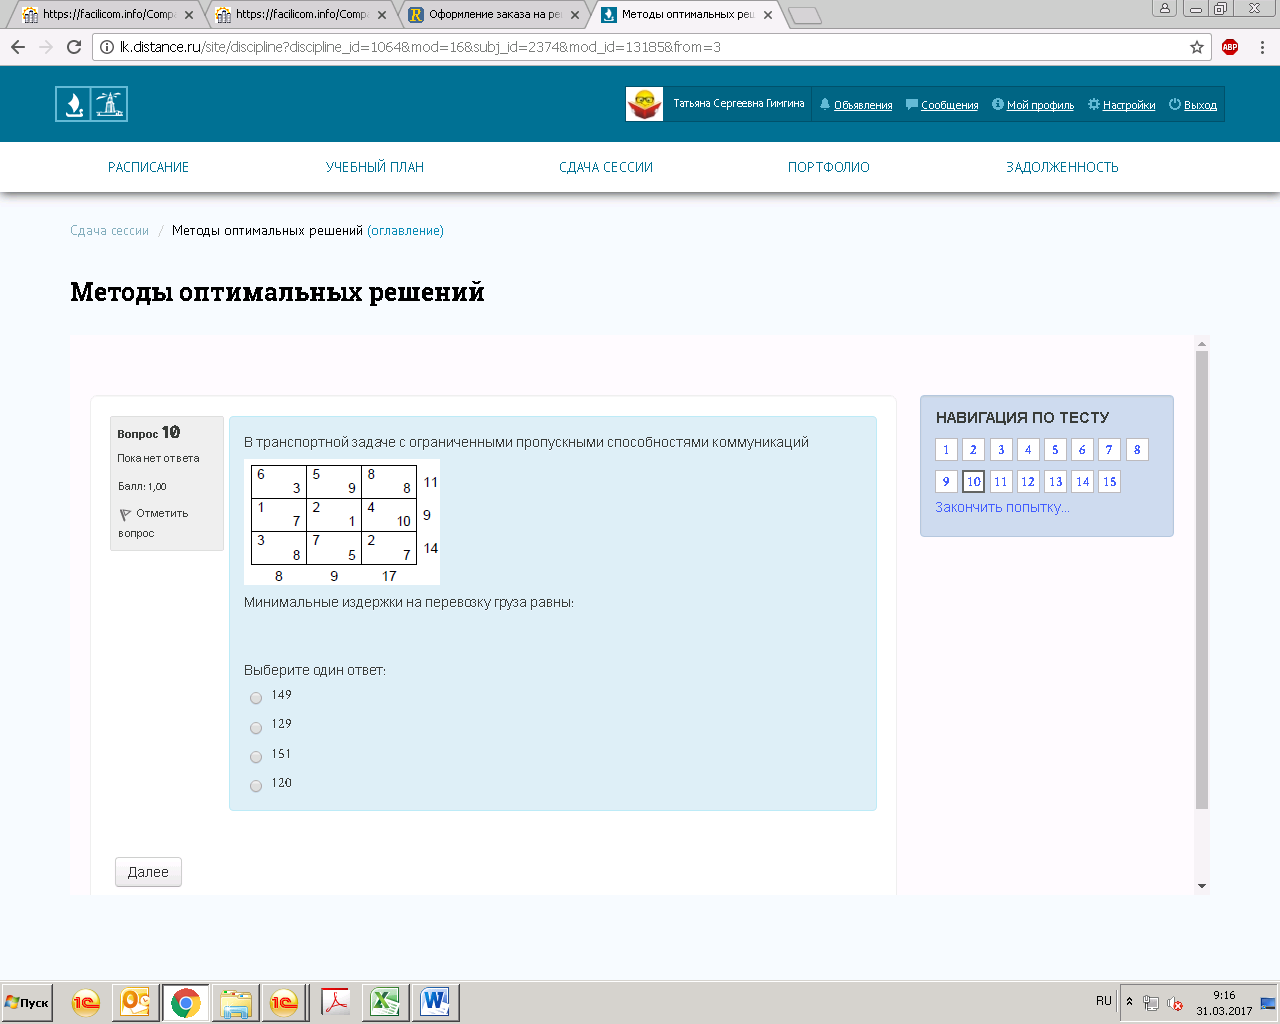 https://facilicom.info/Compa
https://facilicom.info/Compa
Оформление заказа на ре
Методы оптимальных реш
lk.distance.ru/site/discipline?discipline_id=1064&mod=16&subj_id=2374&mod_id=13185&from=3
ABP
Татьяна Сергеевна Гимгина
Объявления
Сообщения
Мой профиль
Настройки
Выход
РАСПИСАНИЕ
УЧЕБНЫЙ ПЛАН
СДАЧА СЕССИИ
ПОРТФОЛИО
ЗАДОЛЖЕННОСТЬ
Сдача сессии / Методы оптимальных решений (оглавление)
Методы оптимальных решений
Вопрос 10
Пока нет ответа
Балл: 1,00
Отметить
вопрос
В транспортной задаче с ограниченными пропускными способностями коммуникаций
6 5 8
3 9 8 11
1 2 4
7 1 10 9
3 7 2
8 5 7 14
8 9 17
Минимальные издержки на перевозку груза равны:
Выберите один ответ:
149
129
151
120
Далее
НАВИГАЦИЯ ПО ТЕСТУ
1 2 3 4 5 6 7 8
9 10 11 12 13 14 15
Закончить попытку...
Пуск
RU
9:16
31.03.2017